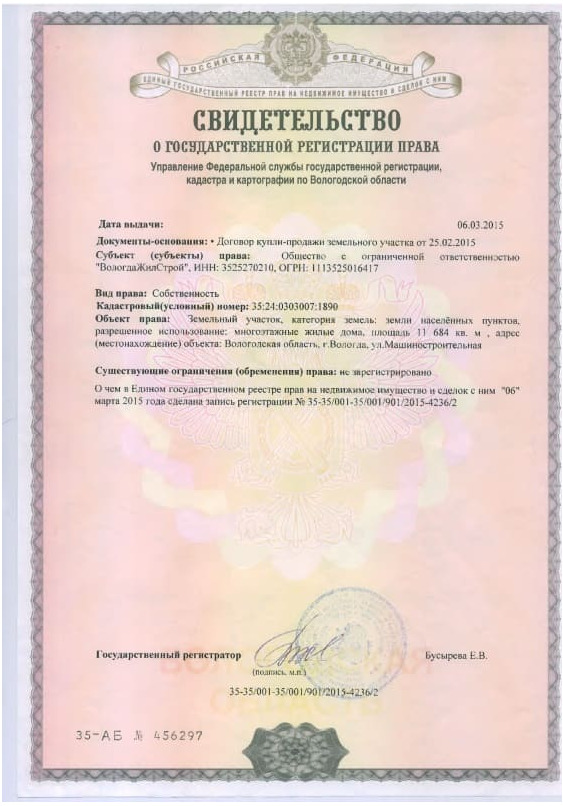 РОССИЙСКАЯ ФЕДЕРАЦИЯ
ЕДИНЫЙ ГОСУДАРСТВЕННЫЙ РЕЕСТР ПРАВ НА НЕДВИЖИМОЕ ИМУЩЕСТВО И СДЕЛОК С НИМ
СВИДЕТЕЛЬСТВО
О ГОСУДАРСТВЕННОЙ РЕГИСТРАЦИИ ПРАВА
Управление Федеральной службы государственной регистрации,
кадастра и картографии по Вологодской области
Дата выдачи: 06.03.2015
Документы-основания: • Договор купли-продажи земельного участка от 25.02.2015
Субъект (субъекты) права: Общество с ограниченной ответственностью
"ВологдаЖилСтрой", ИНН: 3525270210, ОГРН: 1113525016417
Вид права: Собственность
Кадастровый(условный) номер: 35:24:0303007:1890
Объект права: Земельный участок, категория земель: земли населённых пунктов,
разрешенное использование: многоэтажные жилые дома, площадь 11 684 кв. м , адрес
(местонахождение) объекта: Вологодская область, г.Вологда, ул.Машиностроительная
Существующие ограничения (обременения) права: не зарегистрировано
О чем в Едином государственном реестре прав на недвижимое имущество и сделок с ним "06"
марта 2015 года сделана запись регистрации № 35-35/001-35/001/901/2015-4236/2
Государственный регистратор Бусырева Е.В.
(подпись, м.п.)
35-35/001-35/001/901/2015-4236/2
35-АБ № 456297